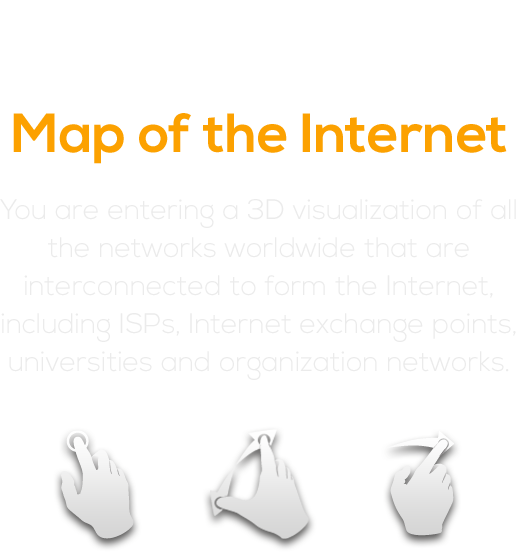 Map of the Internet
You are entering a 3D visualization of all
the networks worldwide that are
interconnected to form the Internet,
including ISPs, Internet exchange points,
universities and organization networks.